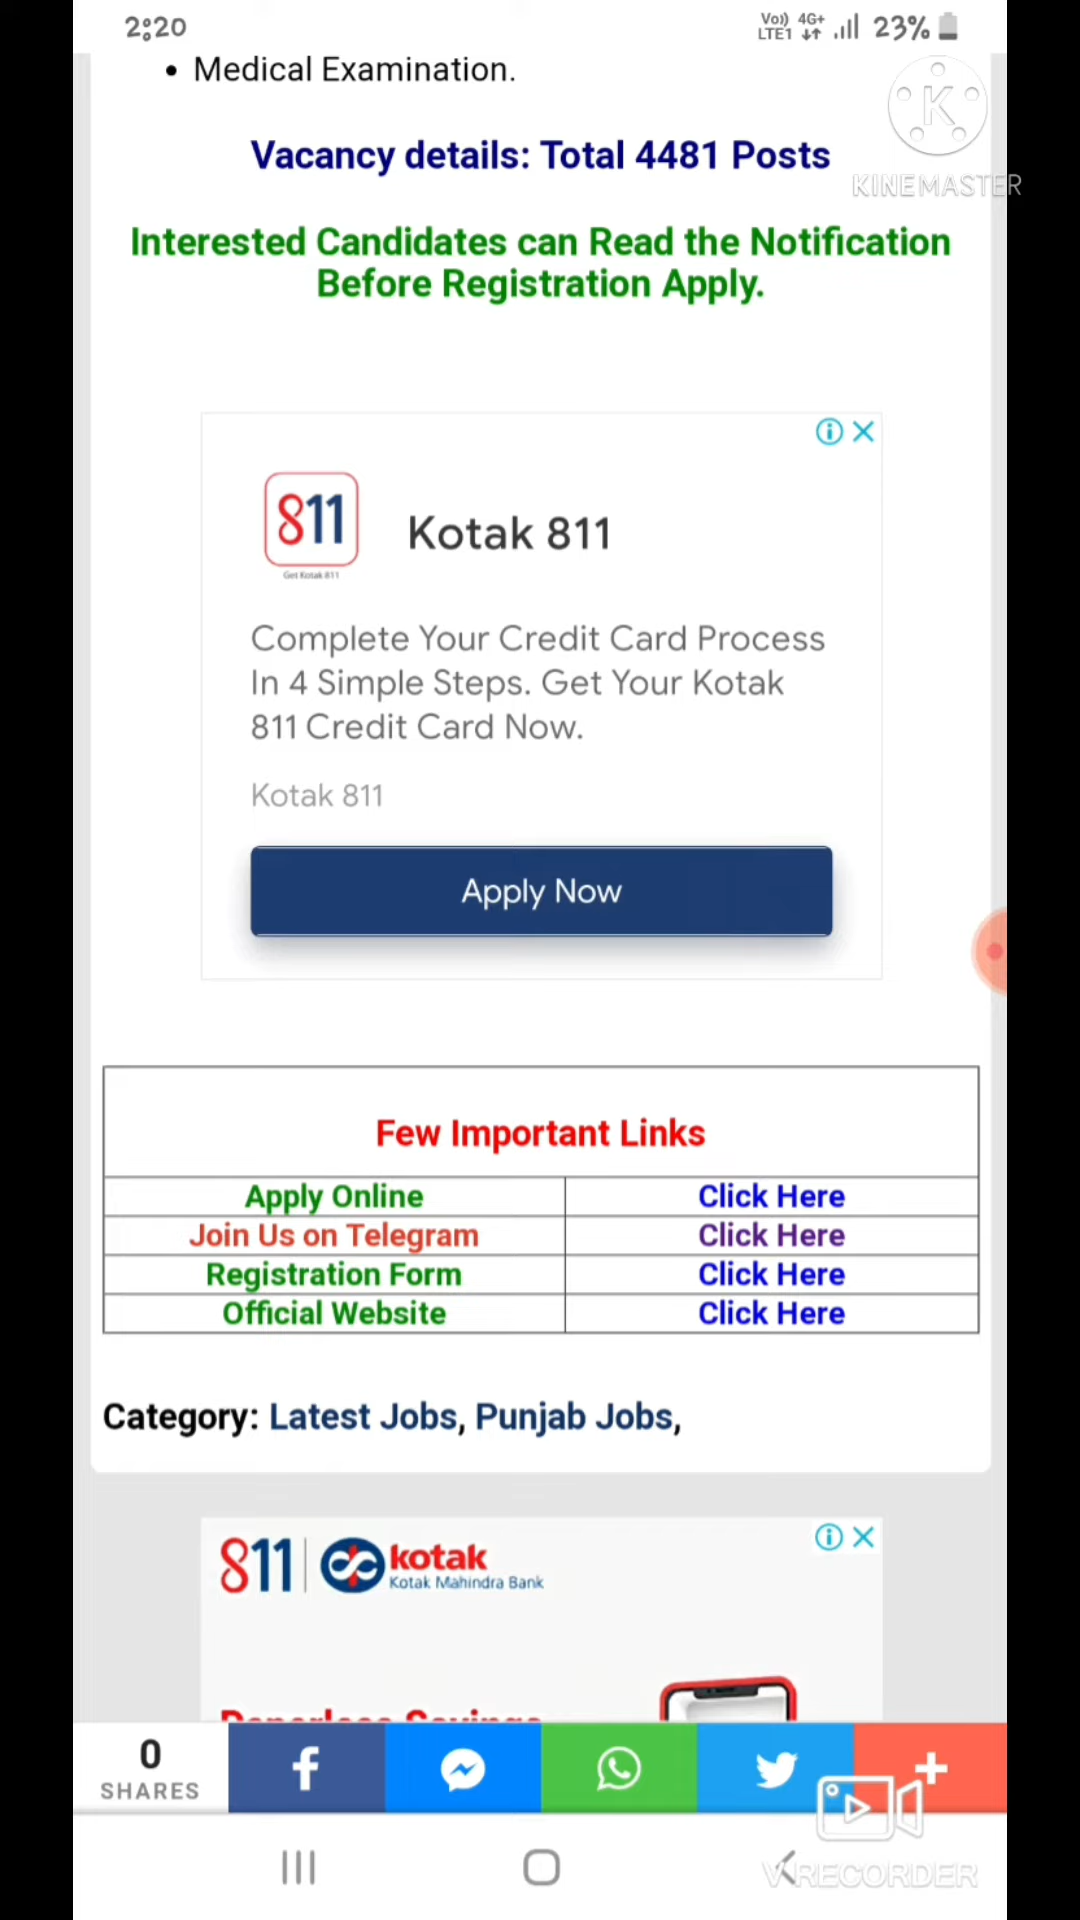 2:20
Vo)) 4G+
LTE1 23%
• Medical Examination.
K
KINEMASTER
Vacancy details: Total 4481 Posts
Interested Candidates can Read the Notification
Before Registration Apply.
811
Get Kotak 811
Kotak 811
Complete Your Credit Card Process
In 4 Simple Steps. Get Your Kotak
811 Credit Card Now.
Kotak 811
Apply Now
Few Important Links
Apply Online Click Here
Join Us on Telegram Click Here
Registration Form Click Here
Official Website Click Here
Category: Latest Jobs, Punjab Jobs,
811 kotak
Kotak Mahindra Bank
0
SHARES
VRECORDER